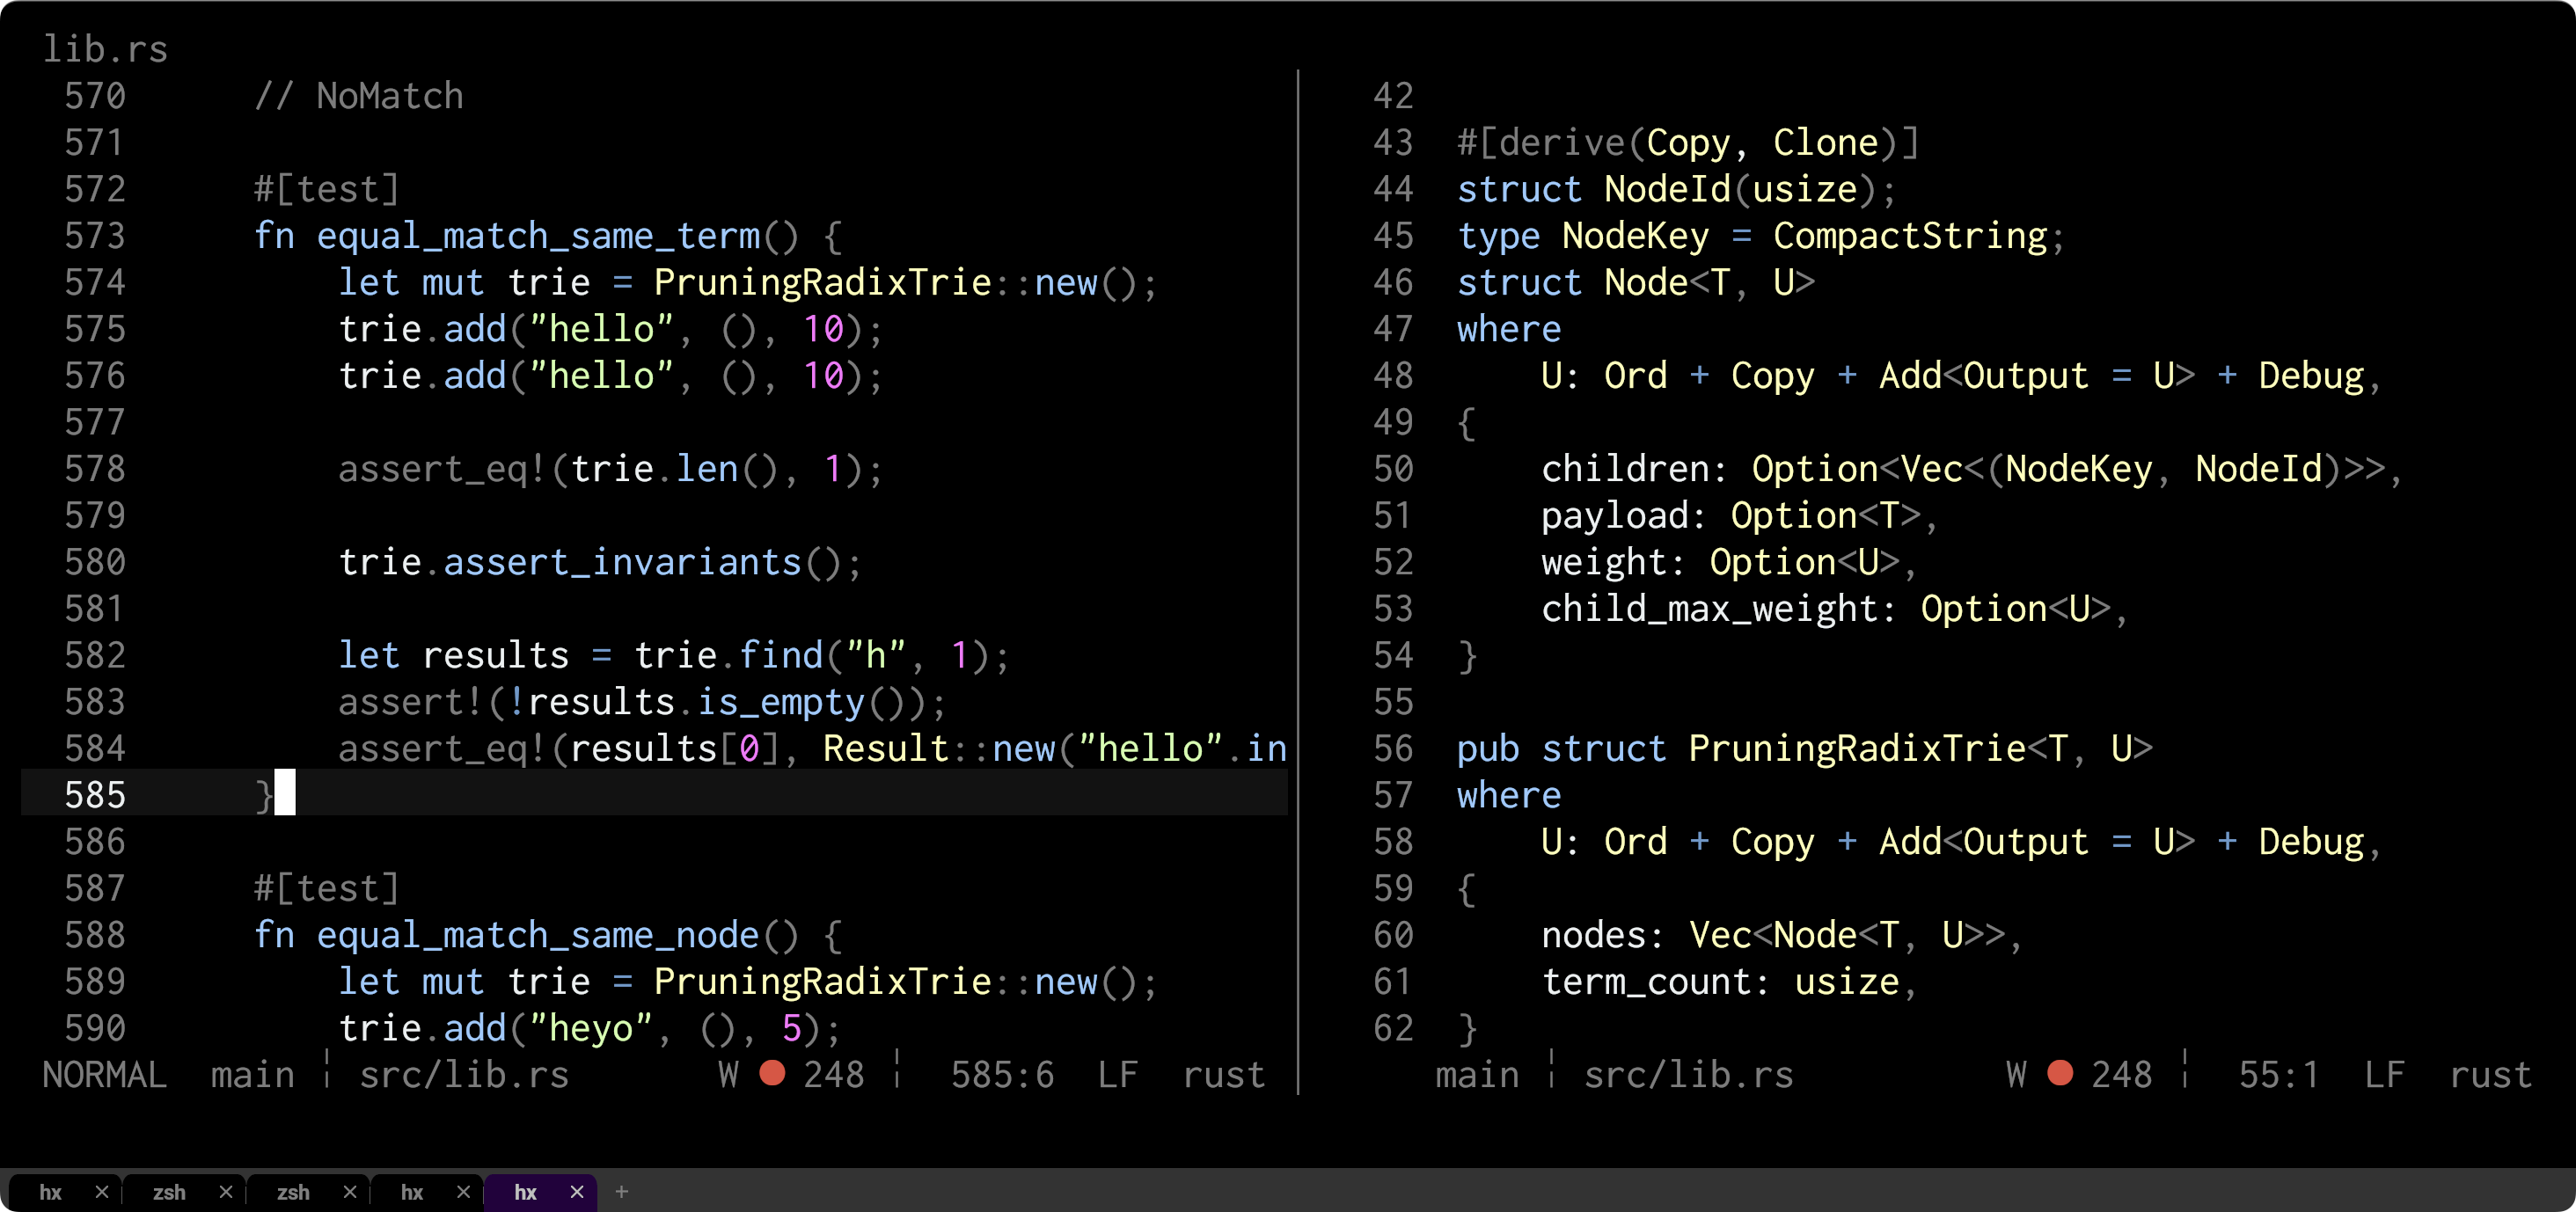 lib.rs
570 // NoMatch
571
572 #[test]
573 fn equal_match_same_term() {
574 let mut trie = PruningRadixTrie::new();
575 trie.add("hello", (), 10);
576 trie.add("hello", (), 10);
577
578 assert_eq!(trie.len(), 1);
579
580 trie.assert_invariants();
581
582 let results = trie.find("h", 1);
583 assert!(!results.is_empty());
584 assert_eq!(results[0], Result::new("hello".in
585 }
586
587 #[test]
588 fn equal_match_same_node() {
589 let mut trie = PruningRadixTrie::new();
590 trie.add("heyo", (), 5);
NORMAL main ¦ src/lib.rs W 248 ¦ 585:6 LF rust
42
43 #[derive(Copy, Clone)]
44 struct NodeId(usize);
45 type NodeKey = CompactString;
46 struct Node<T, U>
47 where
48 U: Ord + Copy + Add<Output = U> + Debug,
49 {
50 children: Option<Vec<(NodeKey, NodeId)>>,
51 payload: Option<T>,
52 weight: Option<U>,
53 child_max_weight: Option<U>,
54 }
55
56 pub struct PruningRadixTrie<T, U>
57 where
58 U: Ord + Copy + Add<Output = U> + Debug,
59 {
60 nodes: Vec<Node<T, U>>,
61 term_count: usize,
62 }
main ¦ src/lib.rs W 248 ¦ 55:1 LF rust
hx × zsh × zsh × hx × hx × +